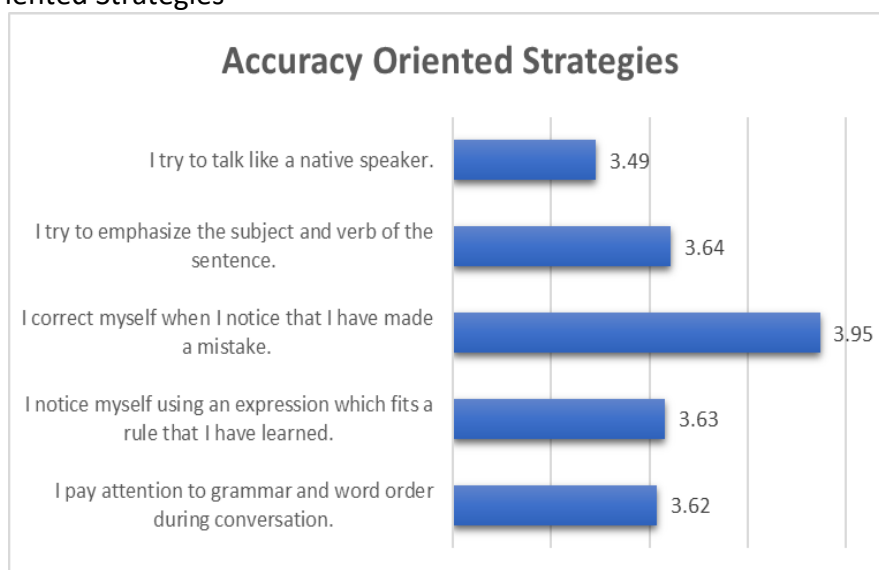 Strategies
Accuracy Oriented Strategies
I try to talk like a native speaker.
3.49
I try to emphasize the subject and verb of the
sentence.
3.64
I correct myself when I notice that I have made
a mistake.
3.95
I notice myself using an expression which fits a
rule that I have learned.
3.63
I pay attention to grammar and word order
during conversation.
3.62